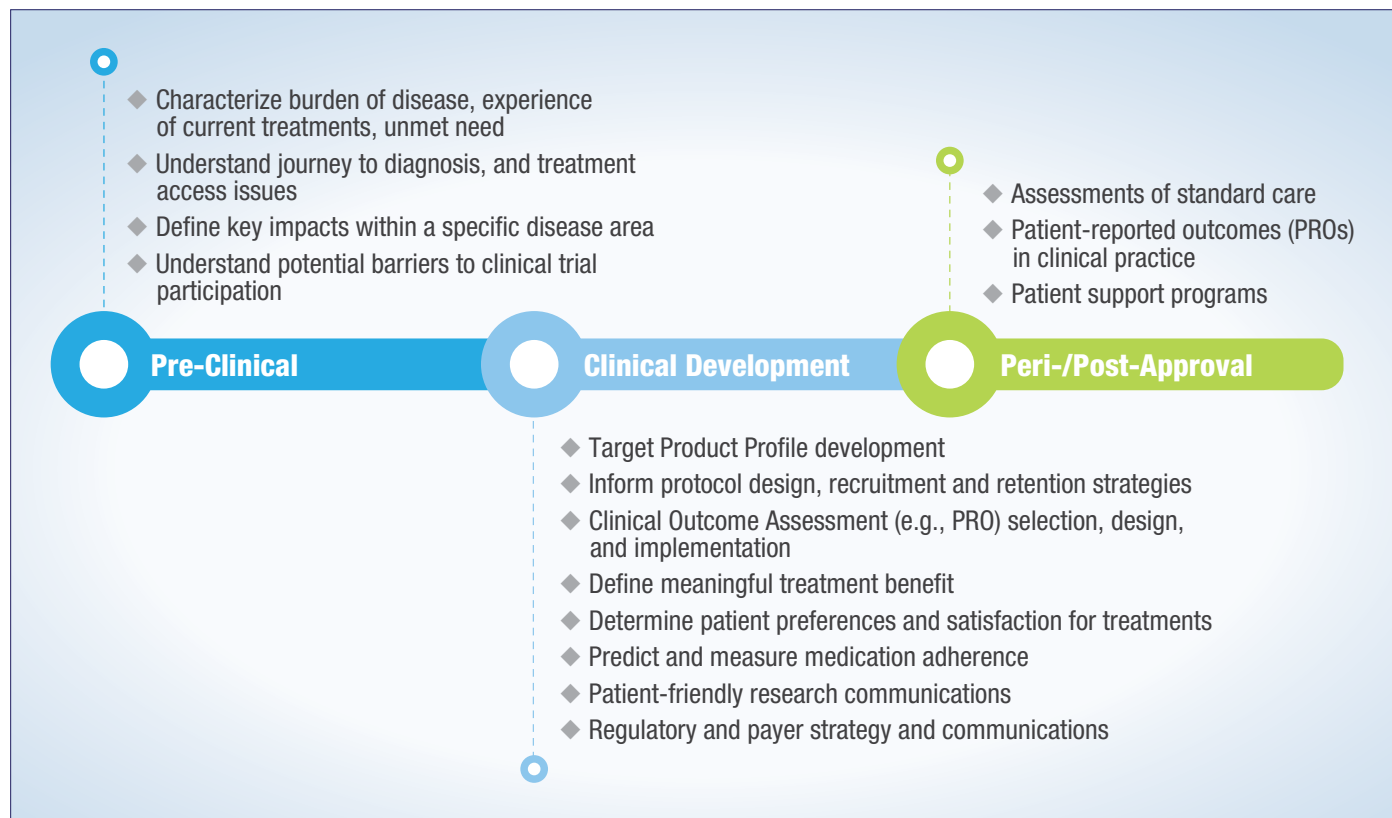 ◆ Characterize burden of disease, experience
of current treatments, unmet need
◆ Understand journey to diagnosis, and treatment
access issues
◆ Define key impacts within a specific disease area
◆ Understand potential barriers to clinical trial
participation
◆ Assessments of standard care
◆ Patient-reported outcomes (PROs)
in clinical practice
◆ Patient support programs
Pre-Clinical
Clinical Development
Peri-/Post-Approval
◆ Target Product Profile development
◆ Inform protocol design, recruitment and retention strategies
◆ Clinical Outcome Assessment (e.g., PRO) selection, design,
and implementation
◆ Define meaningful treatment benefit
◆ Determine patient preferences and satisfaction for treatments
◆ Predict and measure medication adherence
◆ Patient-friendly research communications
◆ Regulatory and payer strategy and communications